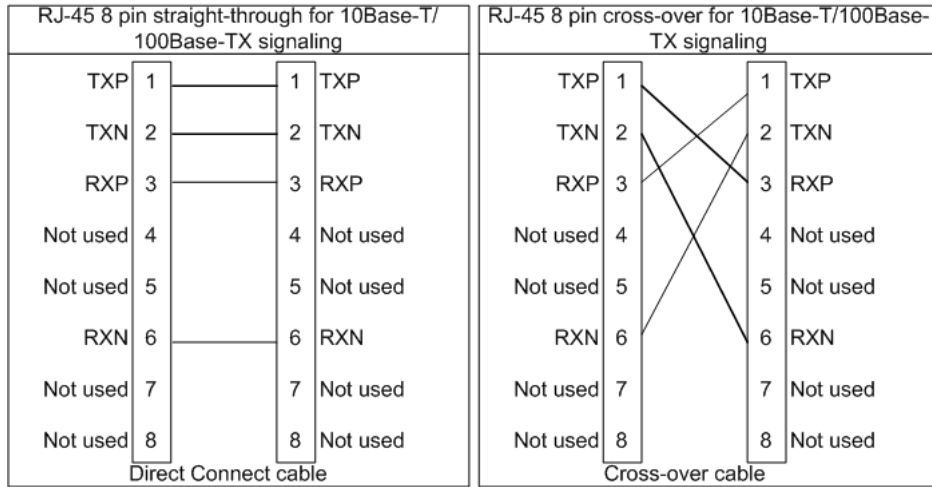 RJ-45 8 pin straight-through for 10Base-T/
100Base-TX signaling
TXP 1 1 TXP
TXN 2 2 TXN
RXP 3 3 RXP
Not used 4 4 Not used
Not used 5 5 Not used
RXN 6 6 RXN
Not used 7 7 Not used
Not used 8 8 Not used
Direct Connect cable
RJ-45 8 pin cross-over for 10Base-T/100Base-
TX signaling
TXP 1 1 TXP
TXN 2 2 TXN
RXP 3 3 RXP
Not used 4 4 Not used
Not used 5 5 Not used
RXN 6 6 RXN
Not used 7 7 Not used
Not used 8 8 Not used
Cross-over cable